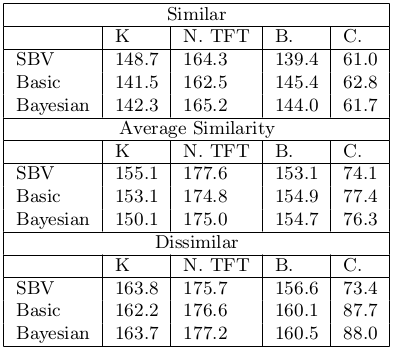 Similar
K N. TFT B. C.
SBV 148.7 164.3 139.4 61.0
Basic 141.5 162.5 145.4 62.8
Bayesian 142.3 165.2 144.0 61.7
Average Similarity
K N. TFT B. C.
SBV 155.1 177.6 153.1 74.1
Basic 153.1 174.8 154.9 77.4
Bayesian 150.1 175.0 154.7 76.3
Dissimilar
K N. TFT B. C.
SBV 163.8 175.7 156.6 73.4
Basic 162.2 176.6 160.1 87.7
Bayesian 163.7 177.2 160.5 88.0